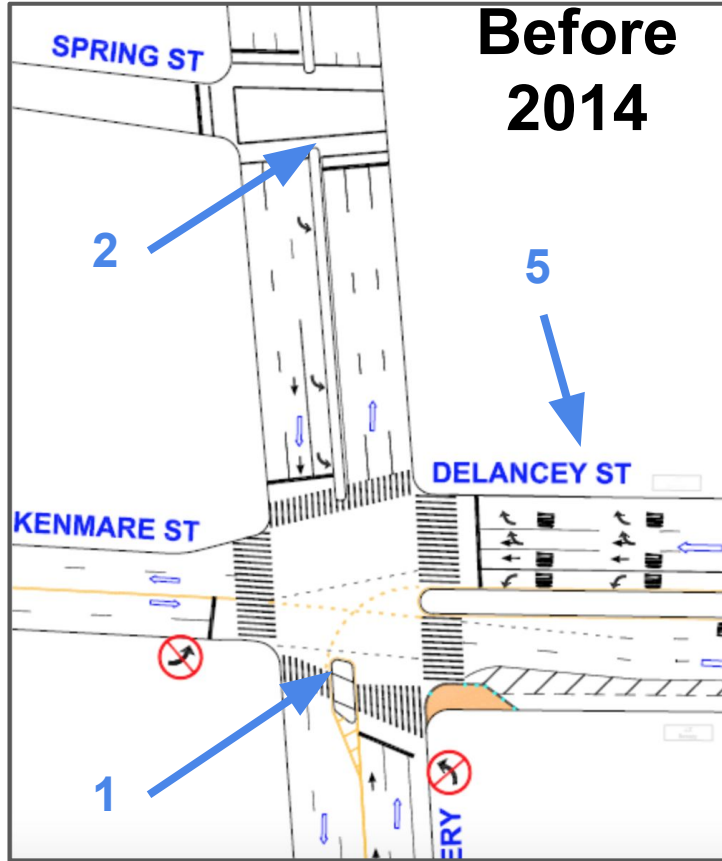 Before
2014
SPRING ST
2
5
DELANCEY ST
KENMARE ST
1
ERY